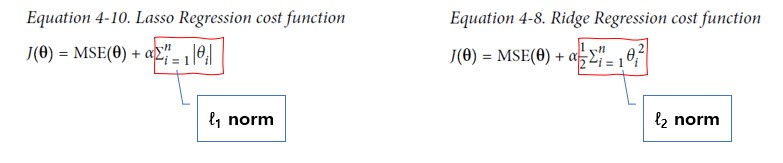 Equation 4-10. Lasso Regression cost function
J(θ) = MSE(θ) + α∑ⁿᵢ₌₁|θᵢ|
ℓ₁ norm
Equation 4-8. Ridge Regression cost function
J(θ) = MSE(θ) + α½∑ⁿᵢ₌₁θᵢ²
ℓ₂ norm